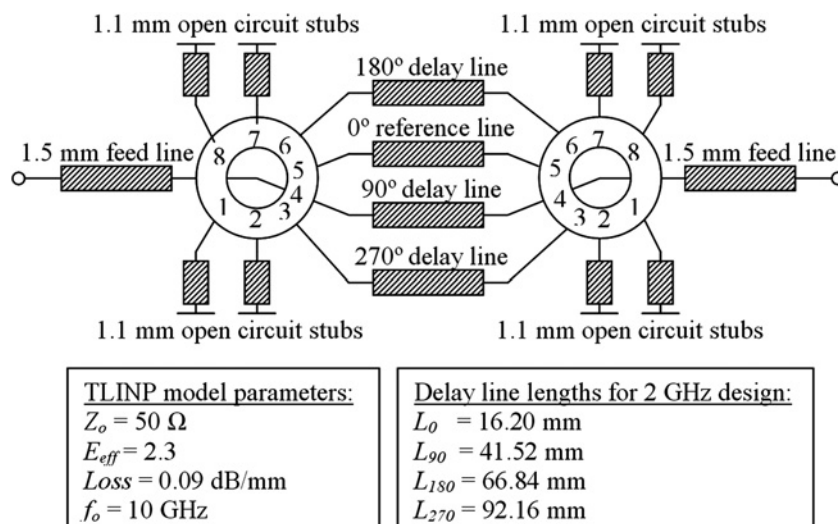 1.1 mm open circuit stubs
1.1 mm open circuit stubs
180º delay line
0º reference line
1.5 mm feed line
1.5 mm feed line
90º delay line
270º delay line
8 7 6 5 4 3 2 1
6 7 8 5 4 3 2 1
1.1 mm open circuit stubs
1.1 mm open circuit stubs
TLINP model parameters:
Zo = 50 Ω
Eeff = 2.3
Loss = 0.09 dB/mm
fo = 10 GHz
Delay line lengths for 2 GHz design:
L0 = 16.20 mm
L90 = 41.52 mm
L180 = 66.84 mm
L270 = 92.16 mm